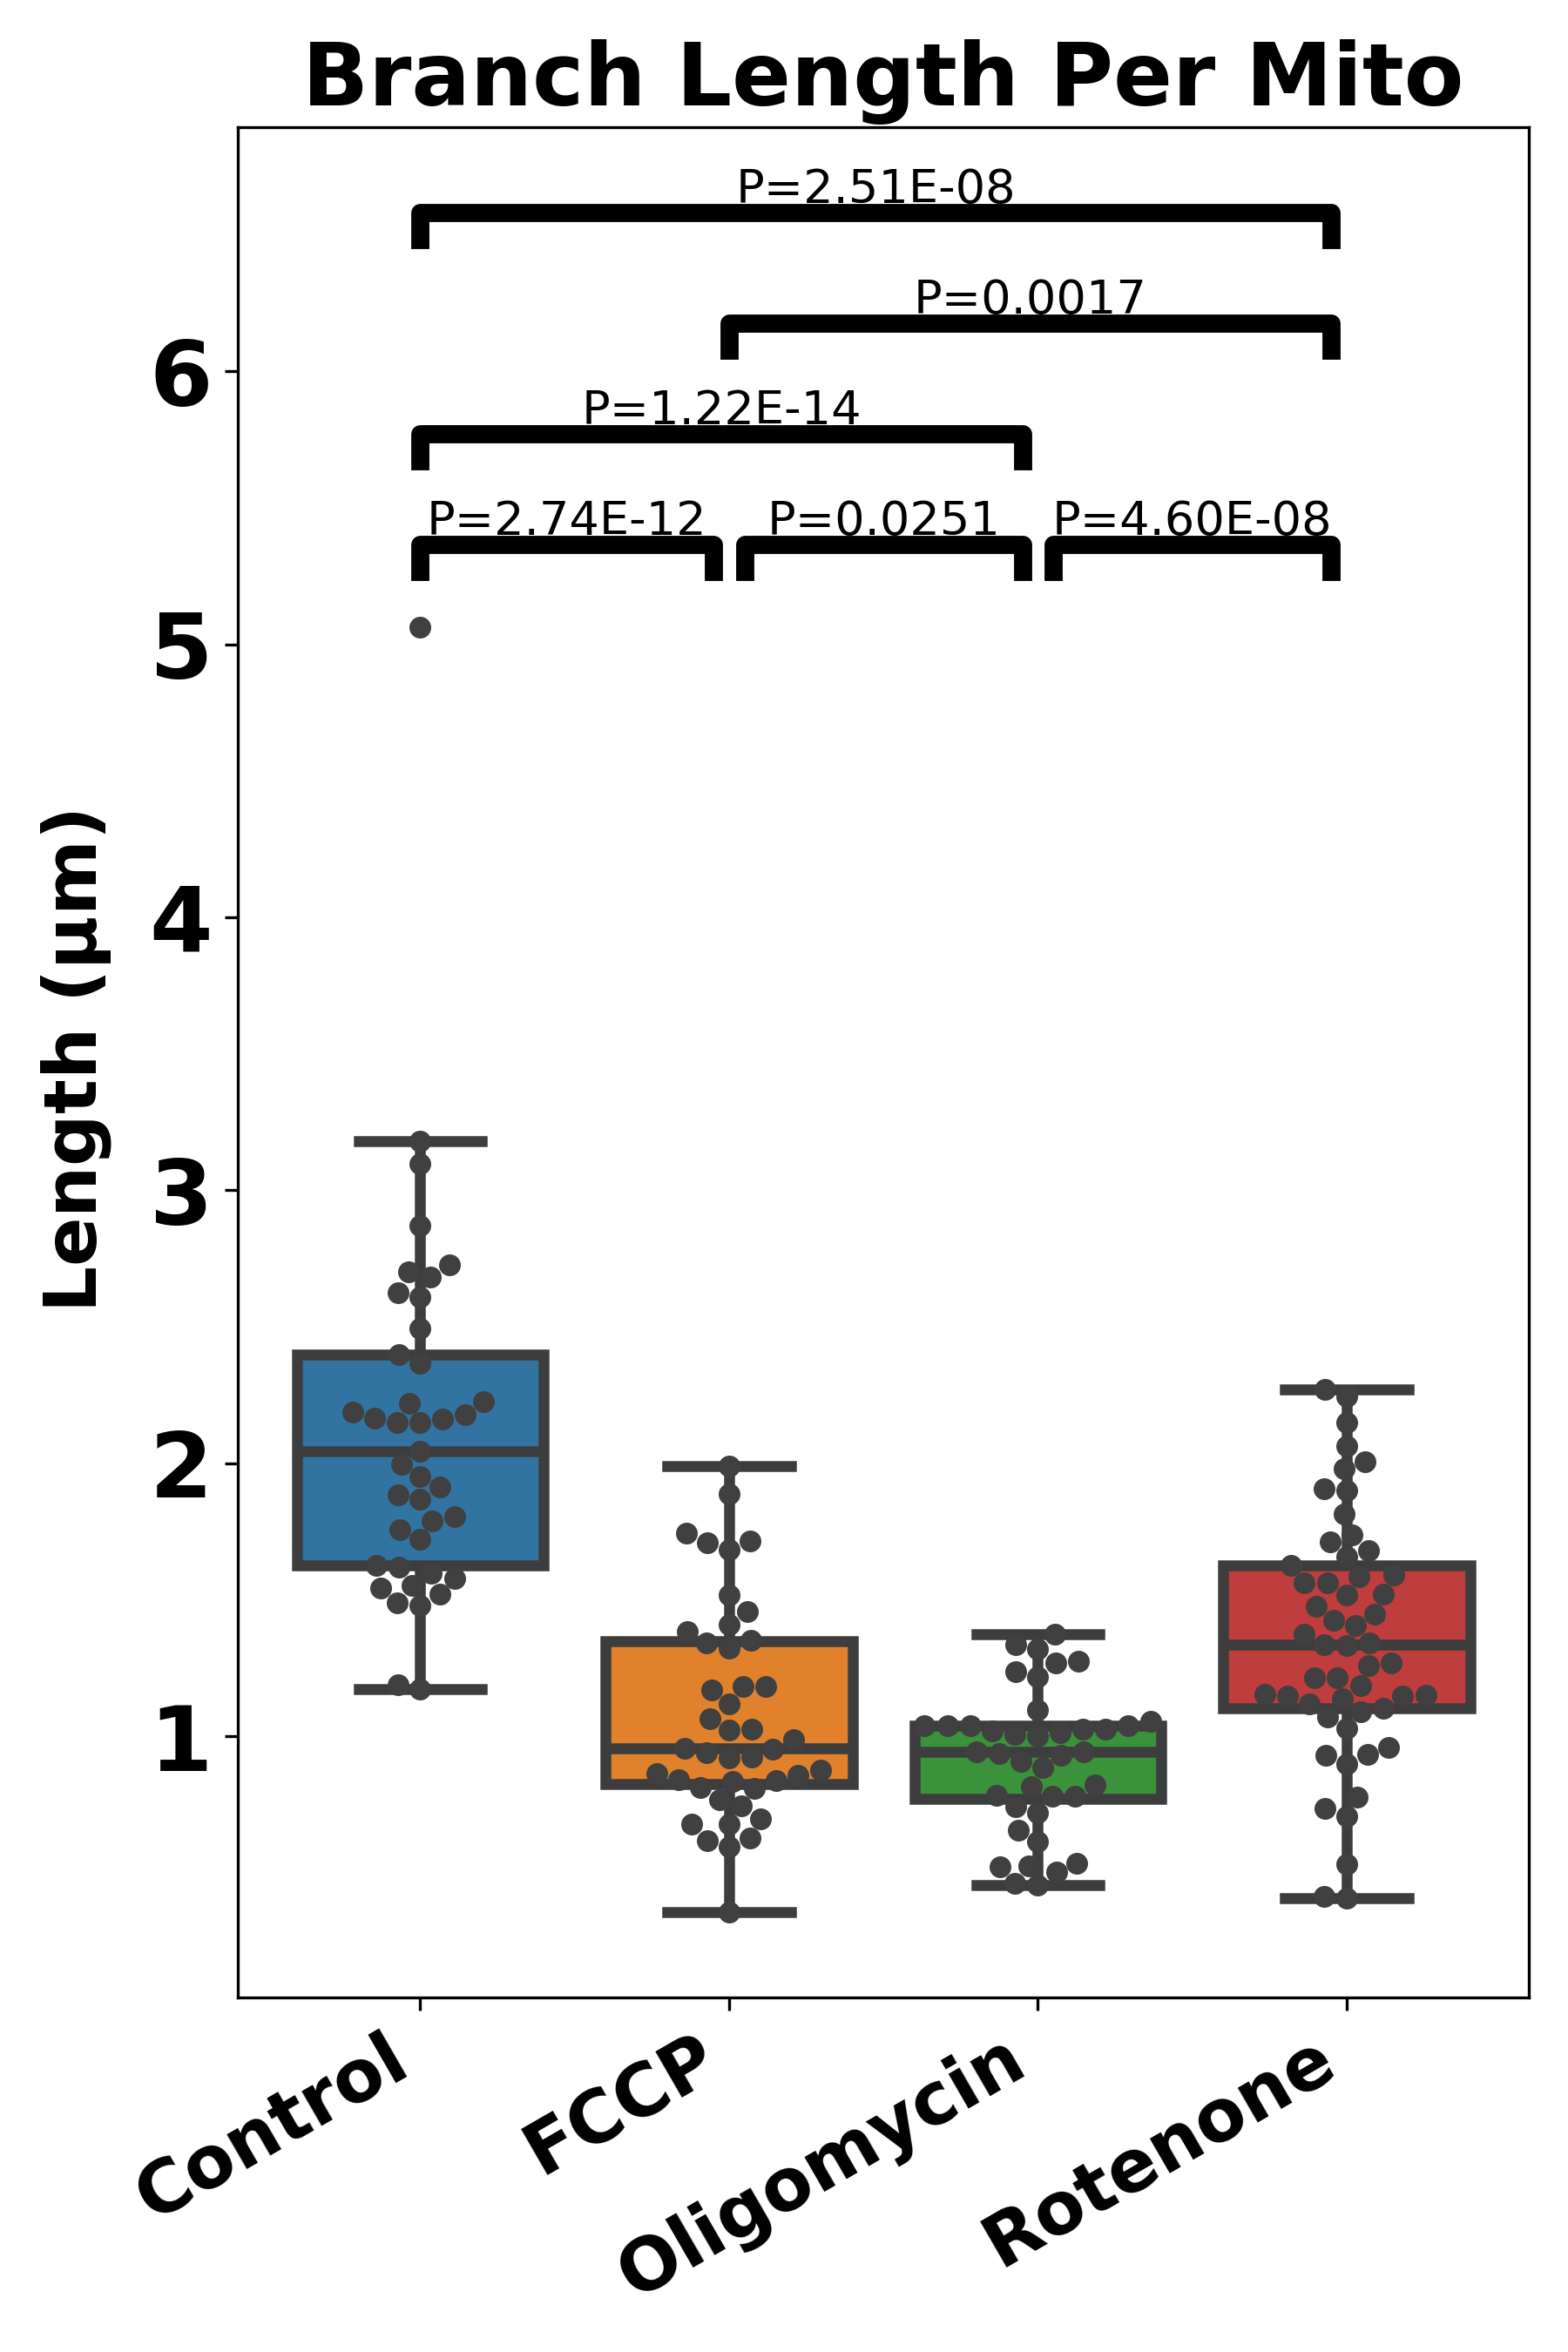 Branch Length Per Mito
P=2.51E-08
P=0.0017
P=1.22E-14
P=2.74E-12 P=0.0251 P=4.60E-08
Length (μm)
6
5
4
3
2
1
Control
FCCP
Oligomycin
Rotenone